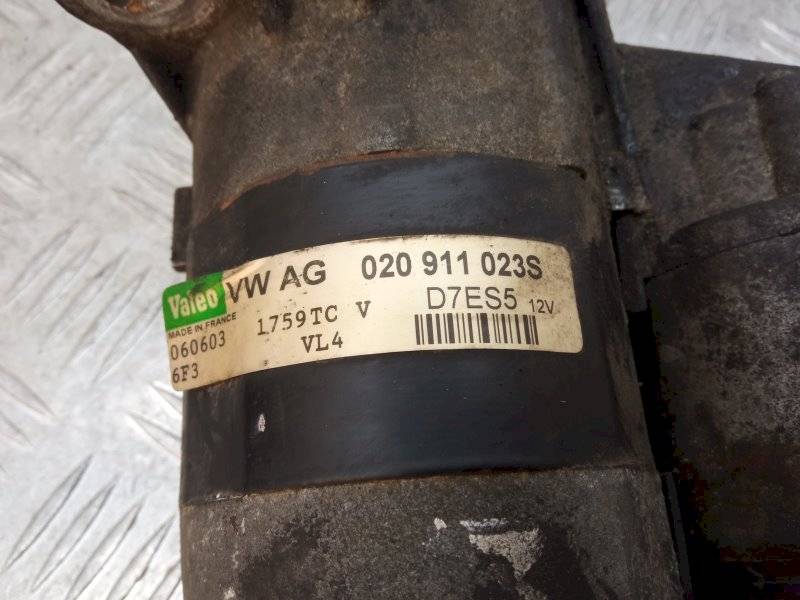 Valeo VW AG 020 911 023S
MADE IN FRANCE 1759TC V D7ES5 12V
060603 VL4
6F3